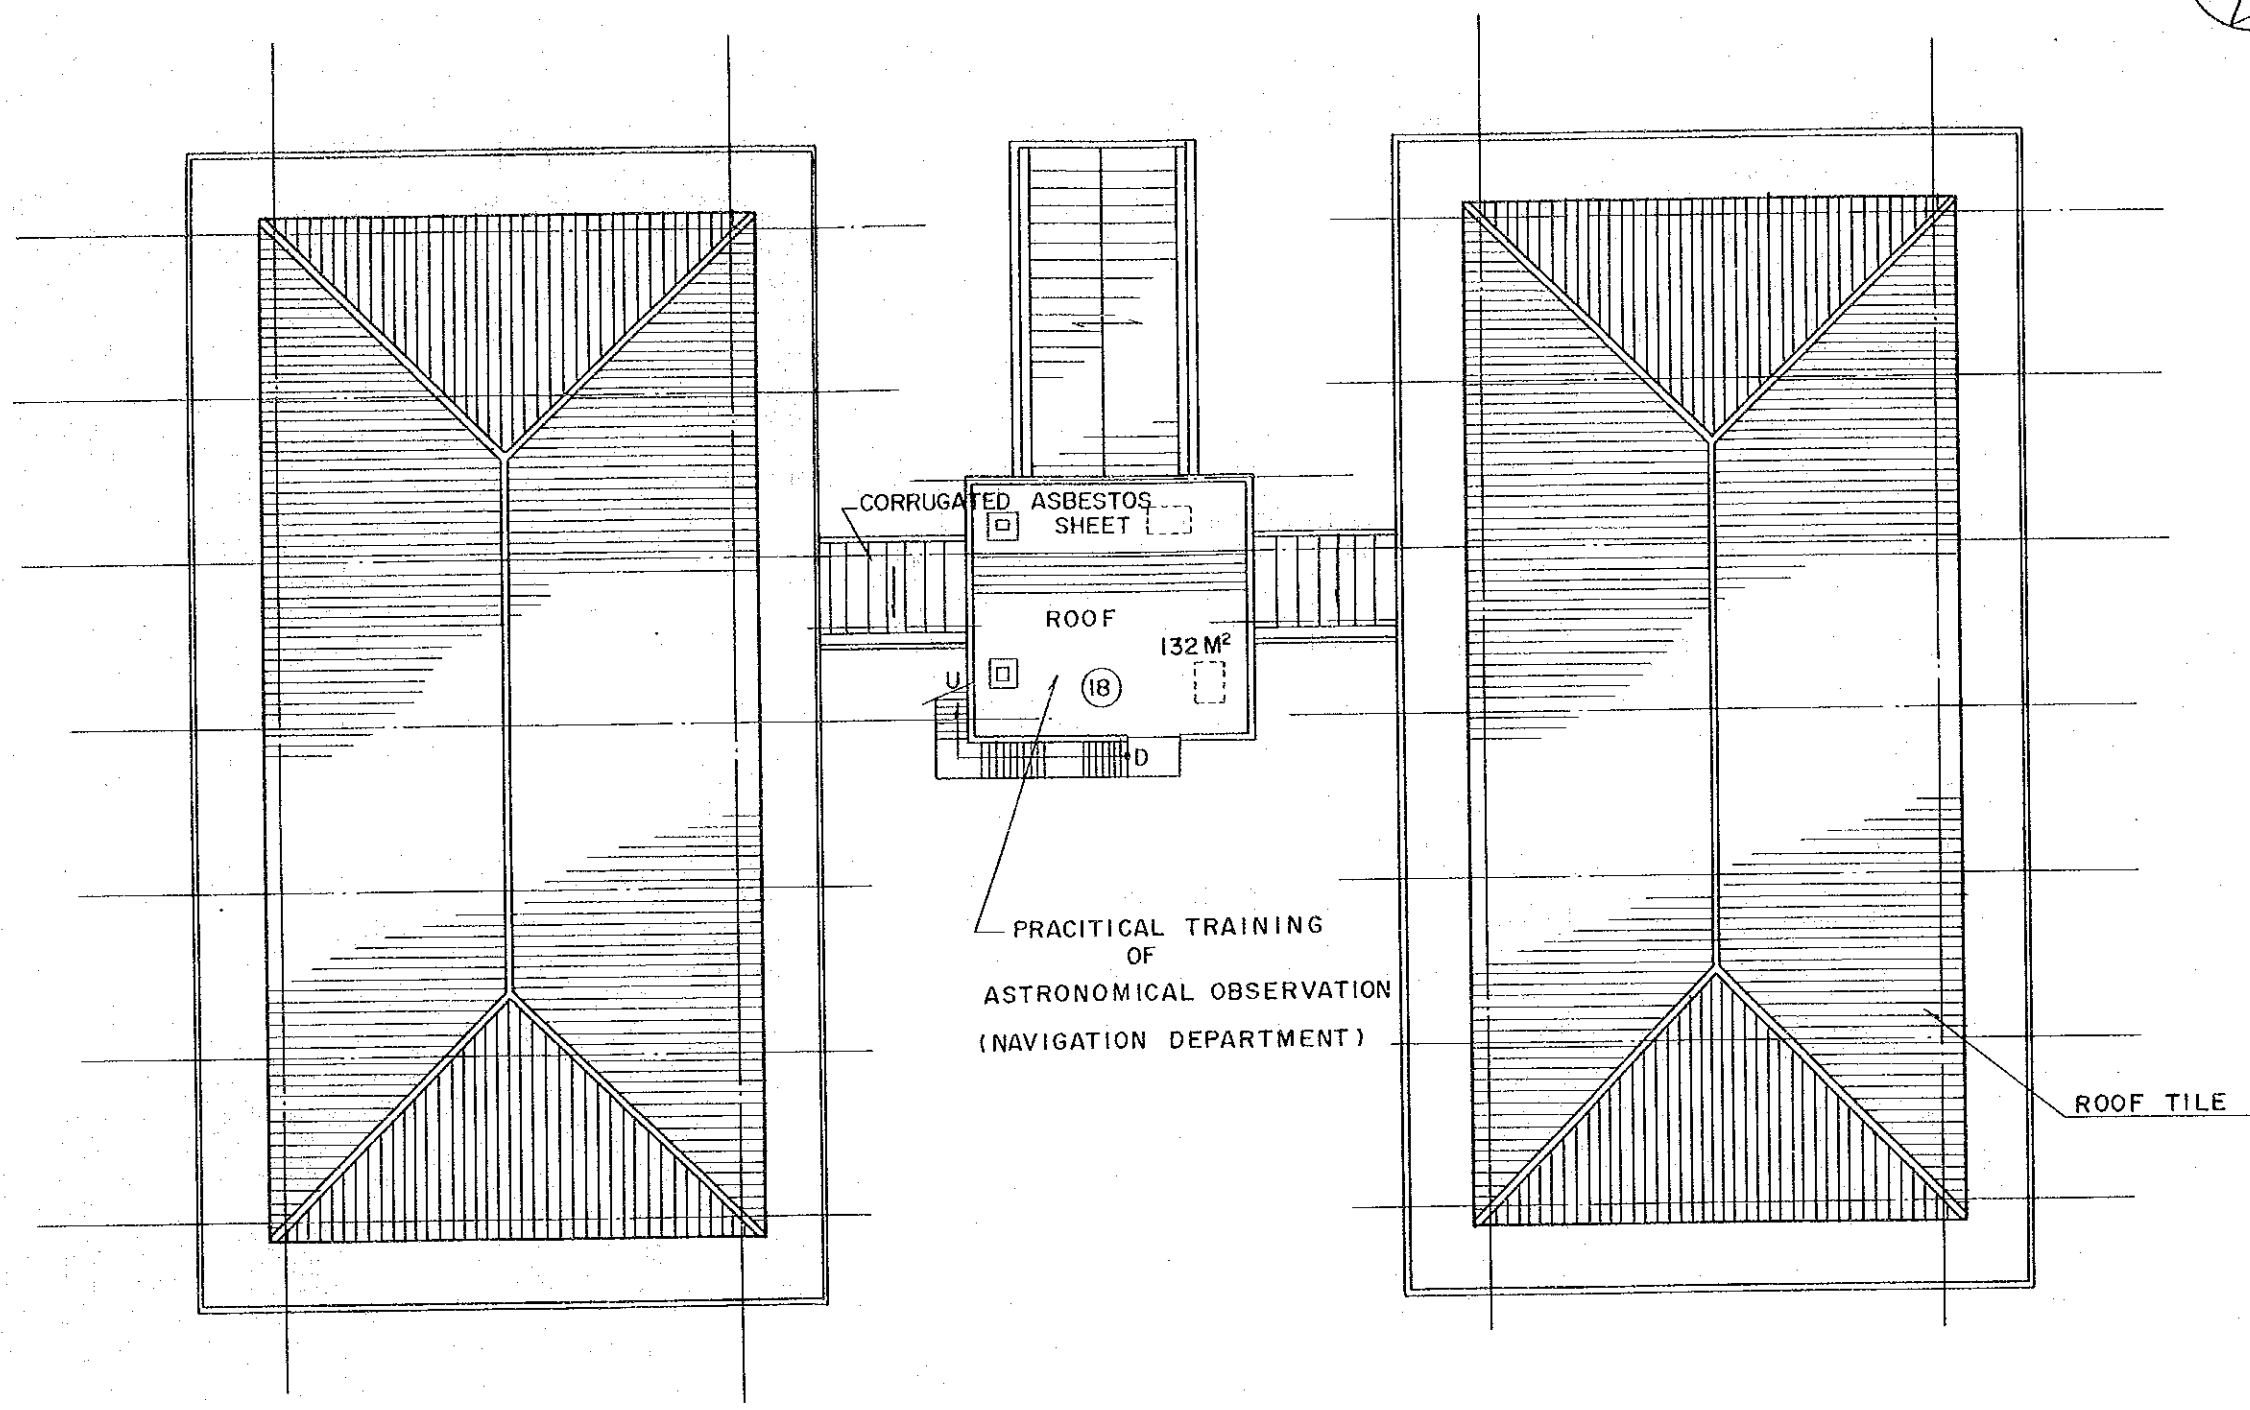 CORRUGATED ASBESTOS
SHEET
ROOF
132 M²
18
U
D
PRACITICAL TRAINING
OF
ASTRONOMICAL OBSERVATION
(NAVIGATION DEPARTMENT)
ROOF TILE